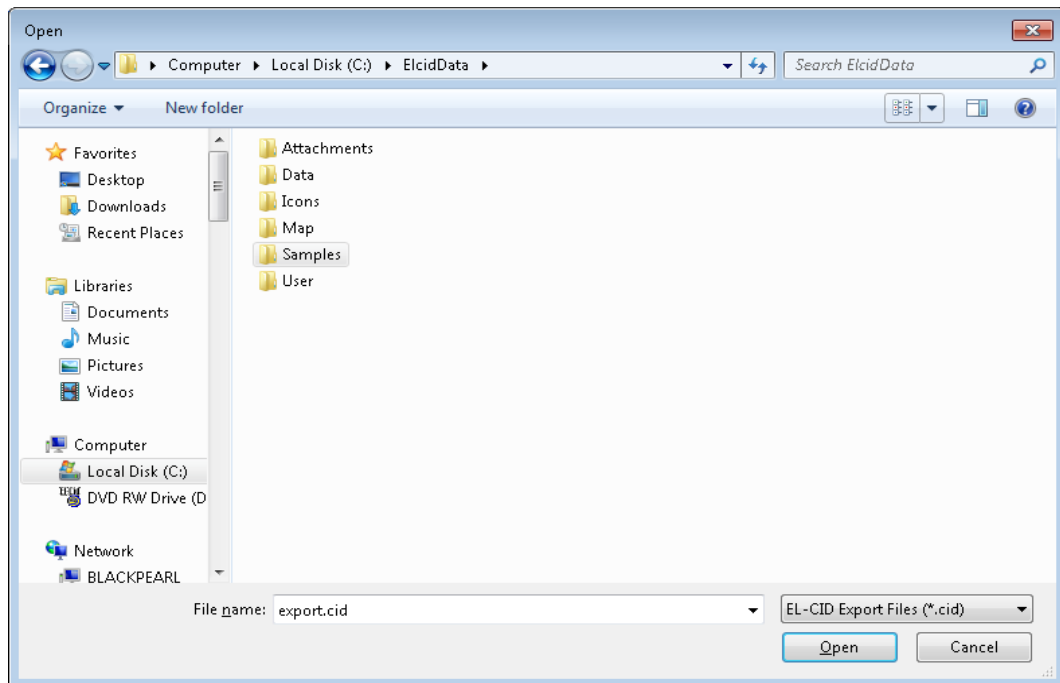 Open
Computer ▸ Local Disk (C:) ▸ ElcidData ▸
Search ElcidData
Organize
New folder
Favorites
Desktop
Downloads
Recent Places
Libraries
Documents
Music
Pictures
Videos
Computer
Local Disk (C:)
DVD RW Drive (D
Network
BLACKPEARL
Attachments
Data
Icons
Map
Samples
User
File name: export.cid
EL-CID Export Files (*.cid)
Open
Cancel